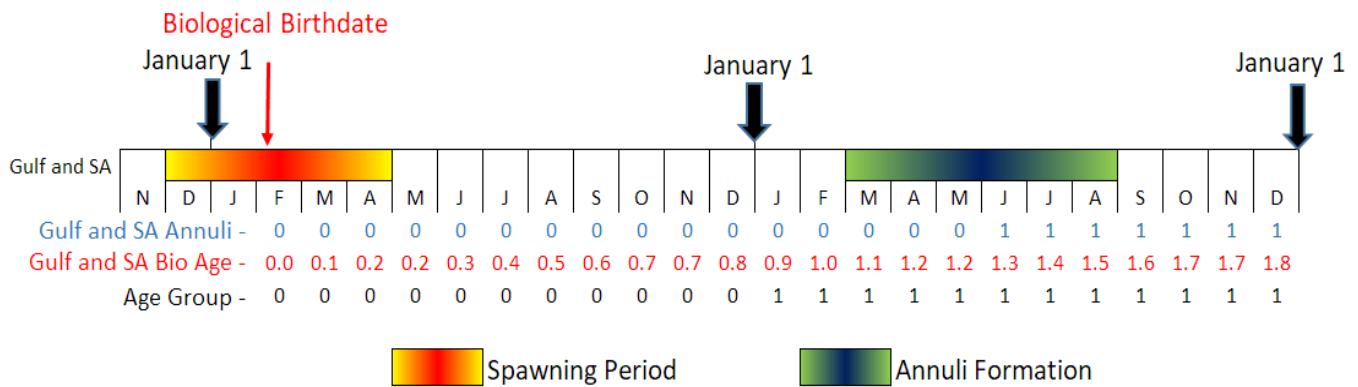 Biological Birthdate
January 1
January 1
January 1
Gulf and SA
N D J F M A M J J A S O N D J F M A M J J A S O N D
Gulf and SA Annuli - 0 0 0 0 0 0 0 0 0 0 0 0 0 0 0 0 1 1 1 1 1 1 1
Gulf and SA Bio Age - 0.0 0.1 0.2 0.2 0.3 0.4 0.5 0.6 0.7 0.7 0.8 0.9 1.0 1.1 1.2 1.2 1.3 1.4 1.5 1.6 1.7 1.7 1.8
Age Group - 0 0 0 0 0 0 0 0 0 0 0 1 1 1 1 1 1 1 1 1 1 1 1
Spawning Period Annuli Formation